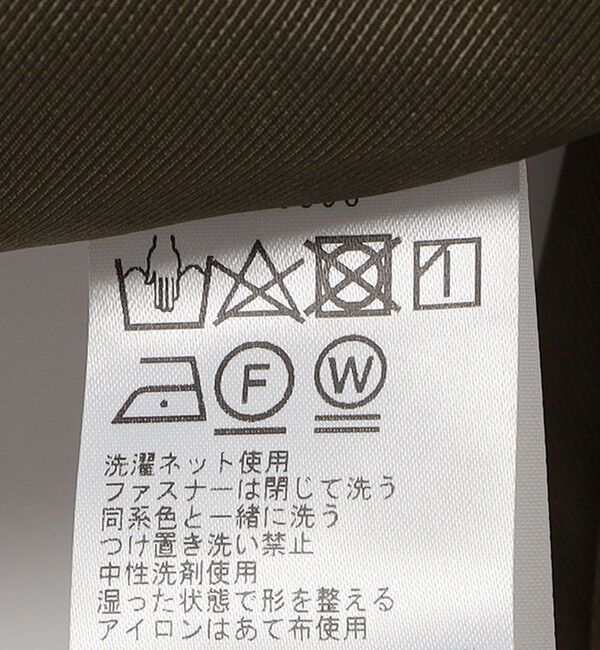 F W
洗濯ネット使用
ファスナーは閉じて洗う
同系色と一緒に洗う
つけ置き洗い禁止
中性洗剤使用
湿った状態で形を整える
アイロンはあて布使用